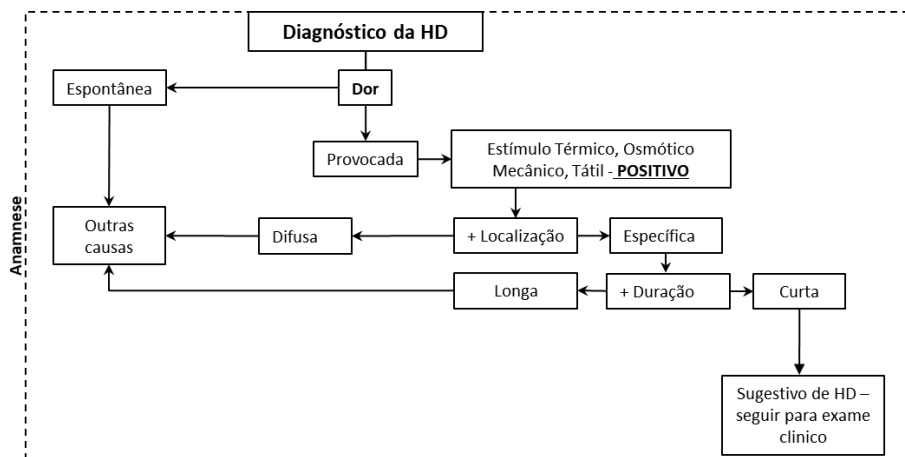 Diagnóstico da HD
Espontânea
Dor
Provocada
Estímulo Térmico, Osmótico
Mecânico, Tátil - POSITIVO
Anamnese
Outras
causas
Difusa
+ Localização
Específica
Longa
+ Duração
Curta
Sugestivo de HD –
seguir para exame
clinico